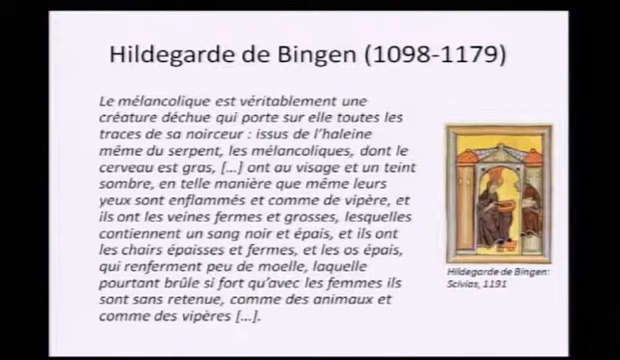 Hildegarde de Bingen (1098-1179)
Le mélancolique est véritablement une
créature déchue qui porte sur elle toutes les
traces de sa noirceur : issus de l'haleine
même du serpent, les mélancoliques, dont le
cerveau est gras, [...] ont au visage et un teint
sombre, en telle manière que même leurs
yeux sont enflammés et comme de vipère, et
ils ont les veines fermes et grosses, lesquelles
contiennent un sang noir et épais, et ils ont
les chairs épaisses et fermes, et les os épais,
qui renferment peu de moelle, laquelle
pourtant brûle si fort qu'avec les femmes ils
sont sans retenue, comme des animaux et
comme des vipères [...].
Hildegarde de Bingen:
Scivias, 1191